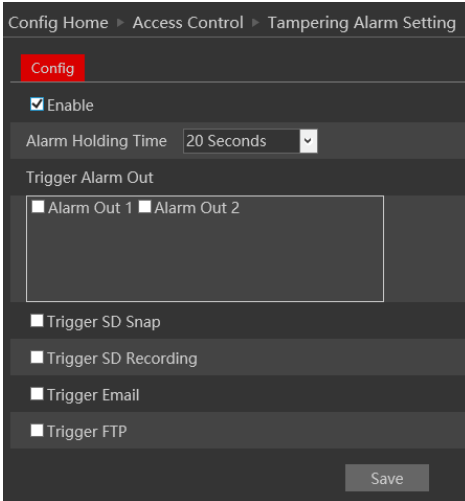 Config Home ▶ Access Control ▶ Tampering Alarm Setting
Config
Enable
Alarm Holding Time 20 Seconds
Trigger Alarm Out
Alarm Out 1 Alarm Out 2
Trigger SD Snap
Trigger SD Recording
Trigger Email
Trigger FTP
Save